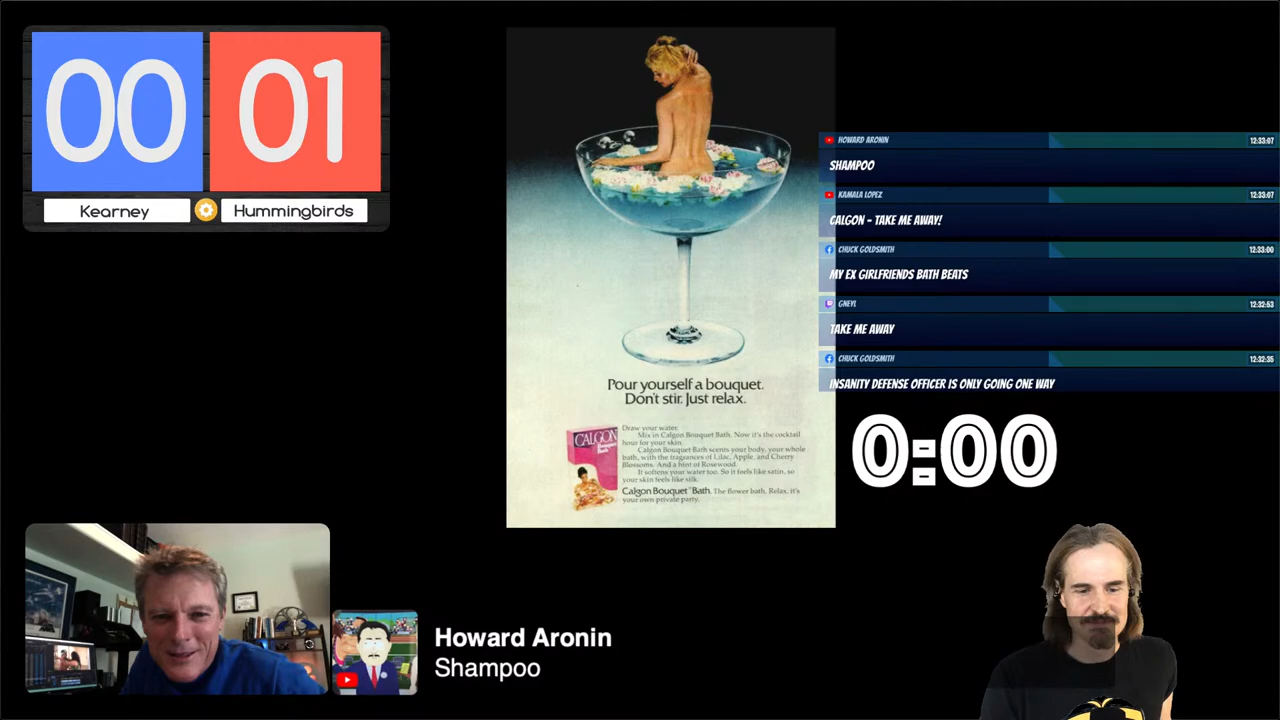 00
01
Kearney
Hummingbirds
Pour yourself a bouquet.
Don't stir. Just relax.
CALGON
Draw your water.
Mix in Calgon Bouquet Bath. Now it's the cocktail
hour for your skin.
Calgon Bouquet Bath scents your body, your whole
bath, with the fragrances of Lilac, Apple, and Cherry
Blossoms. And a hint of Rosewood.
It softens your water too. So it feels like satin, so
your skin feels like silk.
Calgon Bouquet Bath. The flower bath. Relax, it's
your own private party.
HOWARD ARONIN
12:33:07
SHAMPOO
KAMALA LOPEZ
12:33:07
CALGON - TAKE ME AWAY!
CHUCK GOLDSMITH
12:33:00
MY EX GIRLFRIENDS BATH BEATS
GNEYL
12:32:53
TAKE ME AWAY
CHUCK GOLDSMITH
12:32:35
INSANITY DEFENSE OFFICER IS ONLY GOING ONE WAY
0:00
Howard Aronin
Shampoo